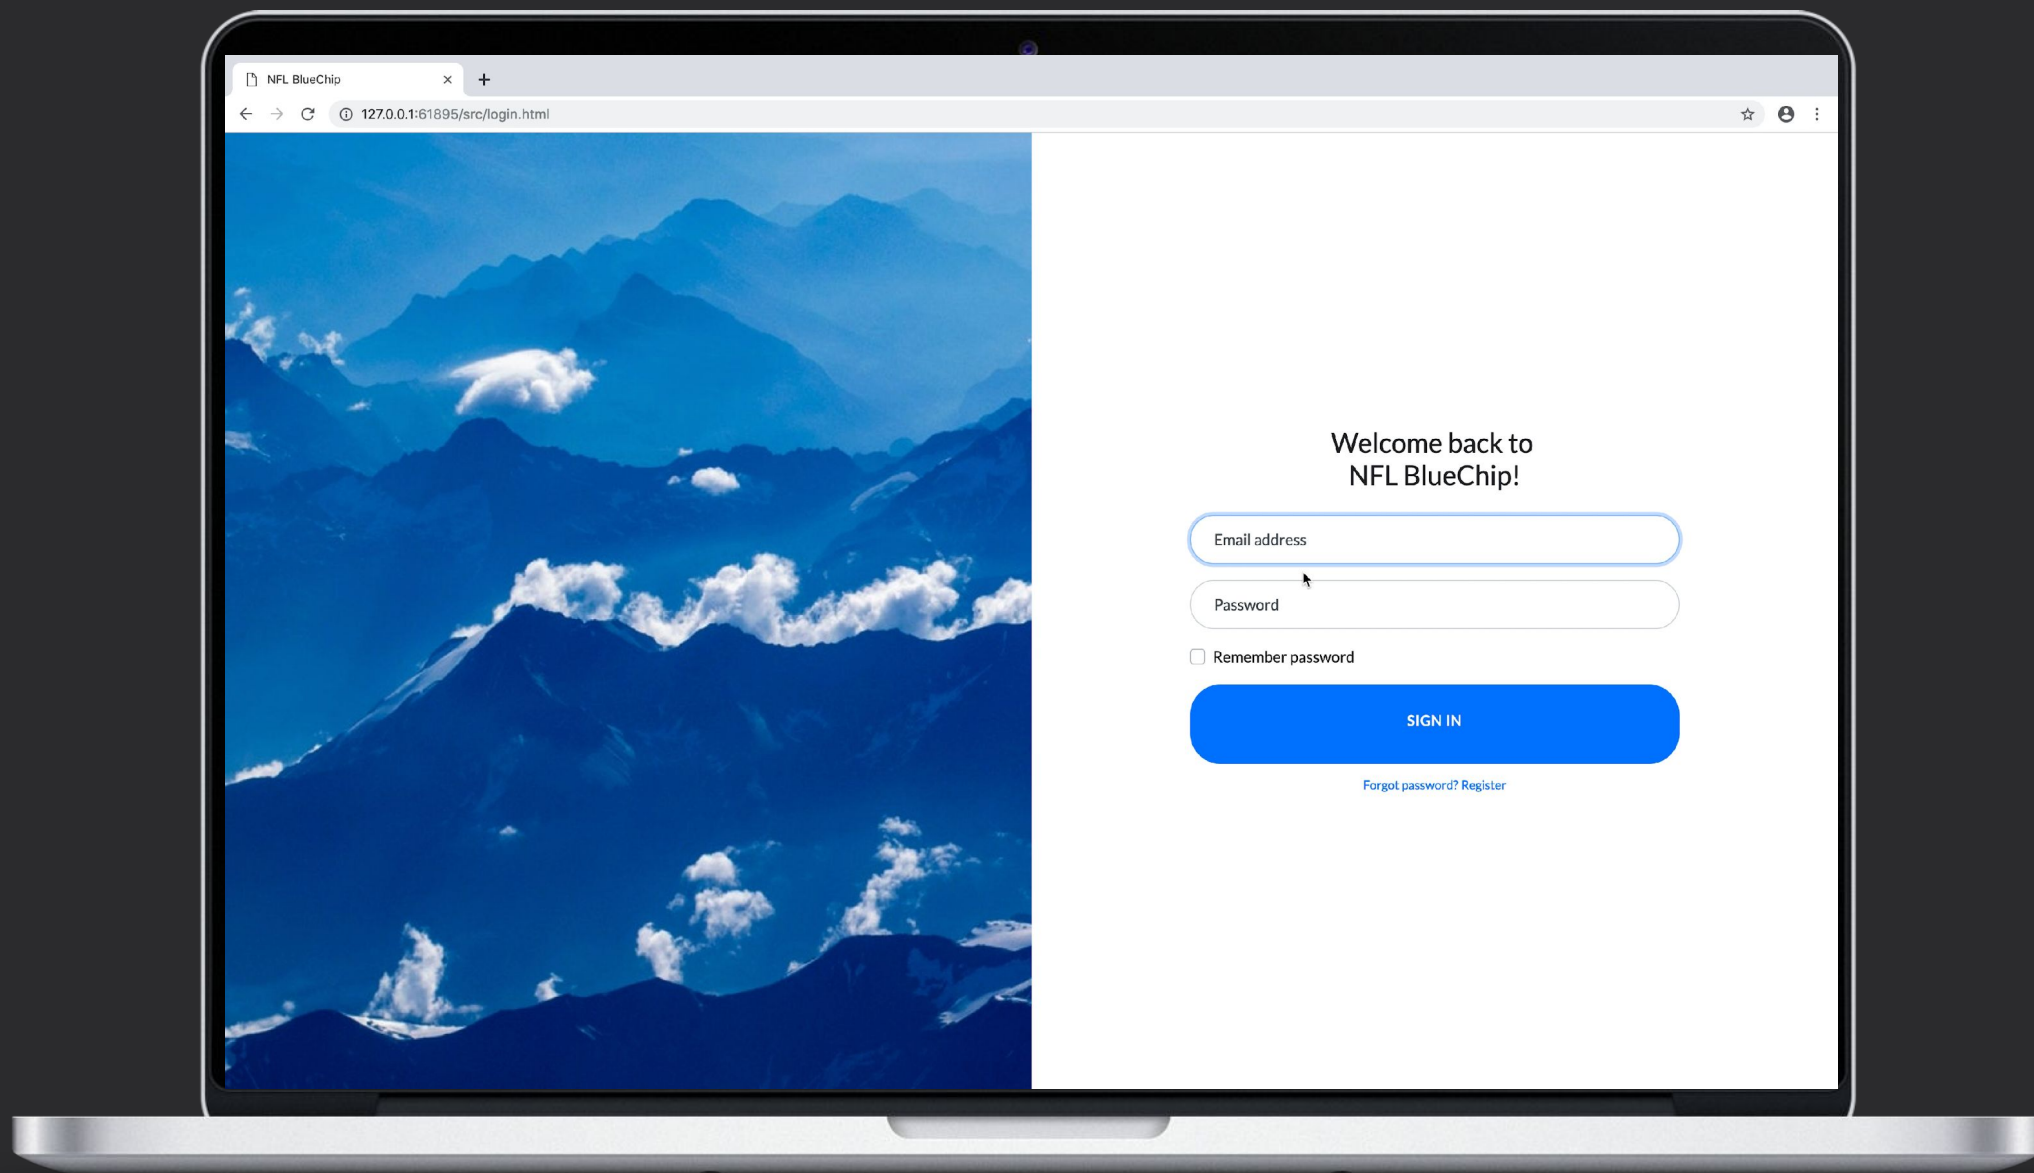 NFL BlueChip
127.0.0.1:61895/src/login.html
Welcome back to
NFL BlueChip!
Email address
Password
Remember password
SIGN IN
Forgot password? Register